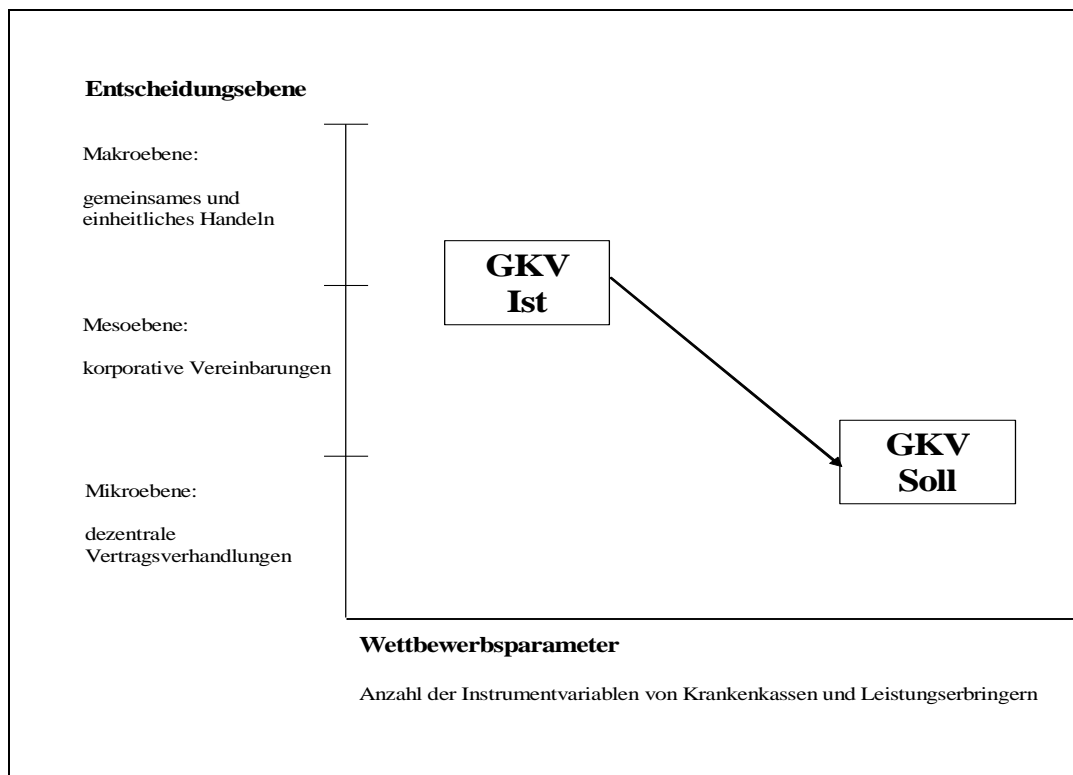 Entscheidungsebene
Makroebene:
gemeinsames und
einheitliches Handeln
GKV
Ist
Mesoebene:
korporative Vereinbarungen
GKV
Soll
Mikroebene:
dezentrale
Vertragsverhandlungen
Wettbewerbsparameter
Anzahl der Instrumentvariablen von Krankenkassen und Leistungserbringern